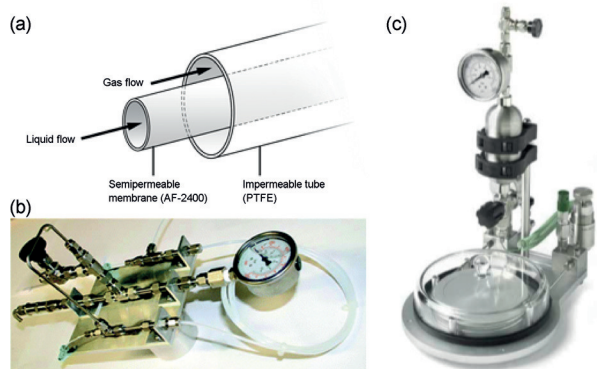 (a)
Gas flow
Liquid flow
Semipermeable
membrane (AF-2400)
Impermeable tube
(PTFE)
(b)
(c)